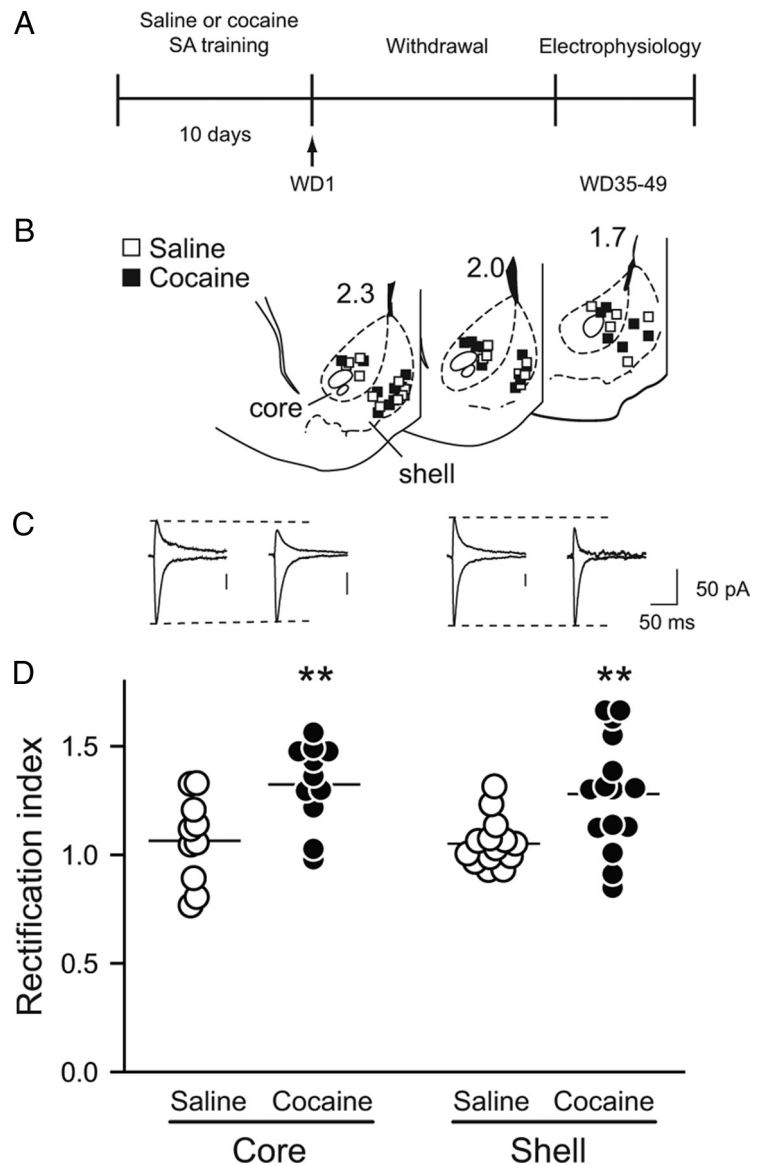 A
Saline or cocaine
SA training
Withdrawal
Electrophysiology
10 days
WD1
WD35-49
B
Saline
Cocaine
2.3
2.0
1.7
core
shell
C
50 pA
50 ms
D
** **
Rectification index
1.5
1.0
0.5
0.0
Saline Cocaine Saline Cocaine
Core Shell